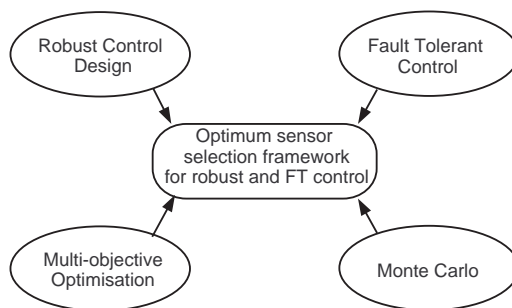 Robust Control
Design
Fault Tolerant
Control
Optimum sensor
selection framework
for robust and FT control
Multi-objective
Optimisation
Monte Carlo